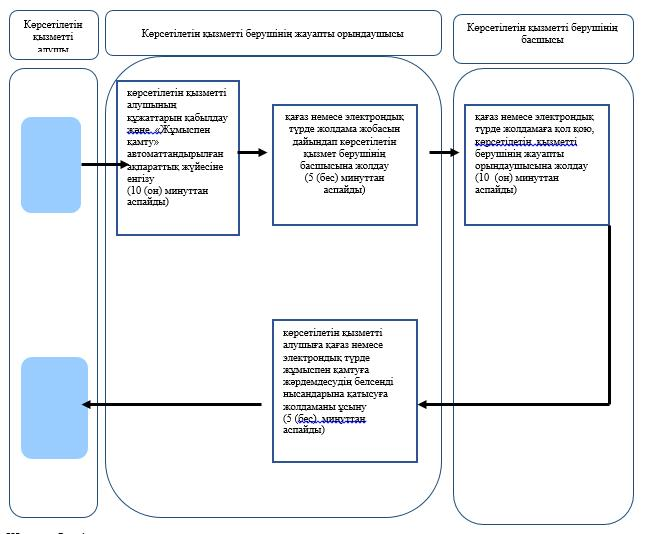 Көрсетілетін
қызметті
алушы
Көрсетілетін қызметті берушінің жауапты орындаушысы
Көрсетілетін қызметті берушінің
басшысы
көрсетілетін қызметті
алушының
құжаттарын қабылдау
және «Жұмыспен
қамту»
автоматтандырылған
ақпараттық жүйесіне
енгізу
(10 (он) минуттан
аспайды)
қағаз немесе электрондық
түрде жолдама жобасын
дайындап көрсетілетін
қызмет берушінің
басшысына жолдау
(5 (бес) минуттан
аспайды)
қағаз немесе электрондық
түрде жолдамаға қол қою,
көрсетілетін қызметті
берушінің жауапты
орындаушысына жолдау
(10 (он) минуттан
аспайды)
көрсетілетін қызметті
алушыға қағаз немесе
электрондық түрде
жұмыспен қамтуға
жәрдемдесудің белсенді
нысандарына қатысуға
жолдаманы ұсыну
(5 (бес) минуттан
аспайды)